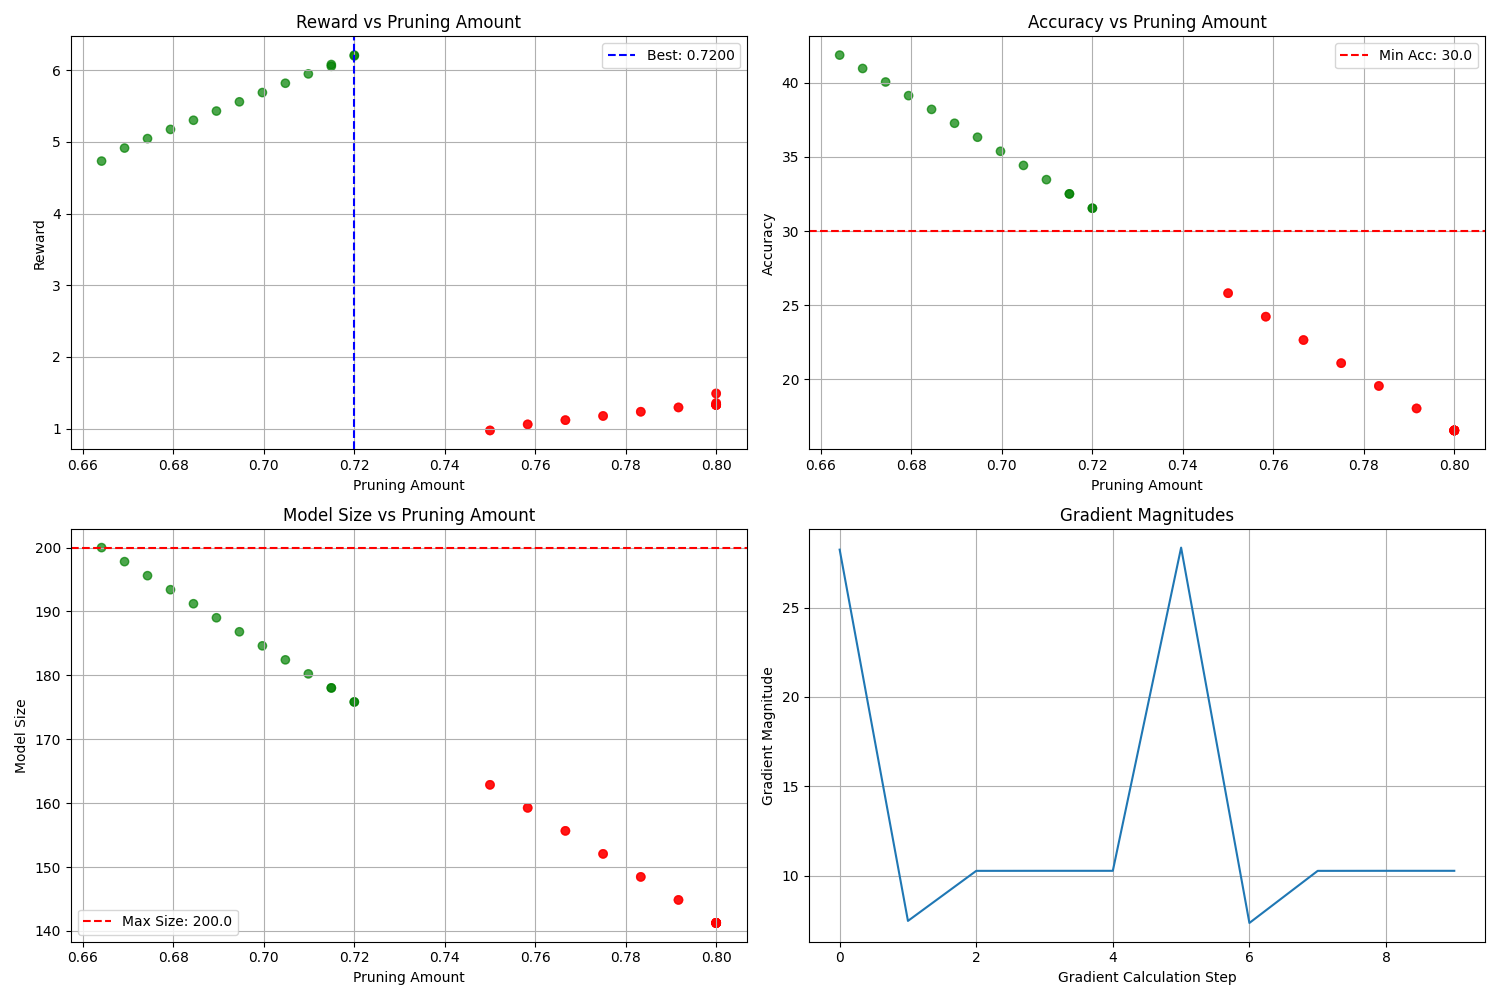 Reward vs Pruning Amount
Reward
6
5
4
3
2
1
Best: 0.7200
0.66 0.68 0.70 0.72 0.74 0.76 0.78 0.80
Pruning Amount
Accuracy vs Pruning Amount
Accuracy
40
35
30
25
20
Min Acc: 30.0
0.66 0.68 0.70 0.72 0.74 0.76 0.78 0.80
Pruning Amount
Model Size vs Pruning Amount
Model Size
200
190
180
170
160
150
140
Max Size: 200.0
0.66 0.68 0.70 0.72 0.74 0.76 0.78 0.80
Pruning Amount
Gradient Magnitudes
Gradient Magnitude
25
20
15
10
0 2 4 6 8
Gradient Calculation Step